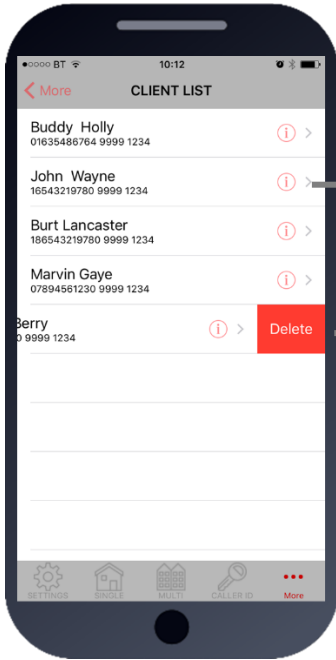 BT 10:12
More CLIENT LIST
Buddy Holly
01635486764 9999 1234
John Wayne
16543219780 9999 1234
Burt Lancaster
186543219780 9999 1234
Marvin Gaye
07894561230 9999 1234
Berry
0 9999 1234
Delete
SETTINGS SINGLE MULTI CALLER ID More